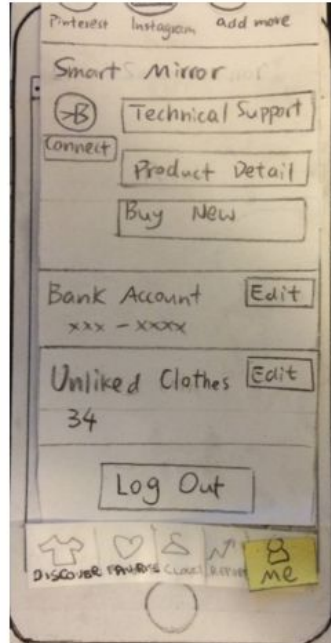 Pinterest Instagram add more
Smart Mirror
Technical Support
Connect
Product Detail
Buy New
Bank Account Edit
xxx - xxxx
Unliked Clothes Edit
34
Log Out
DISCOVER ME